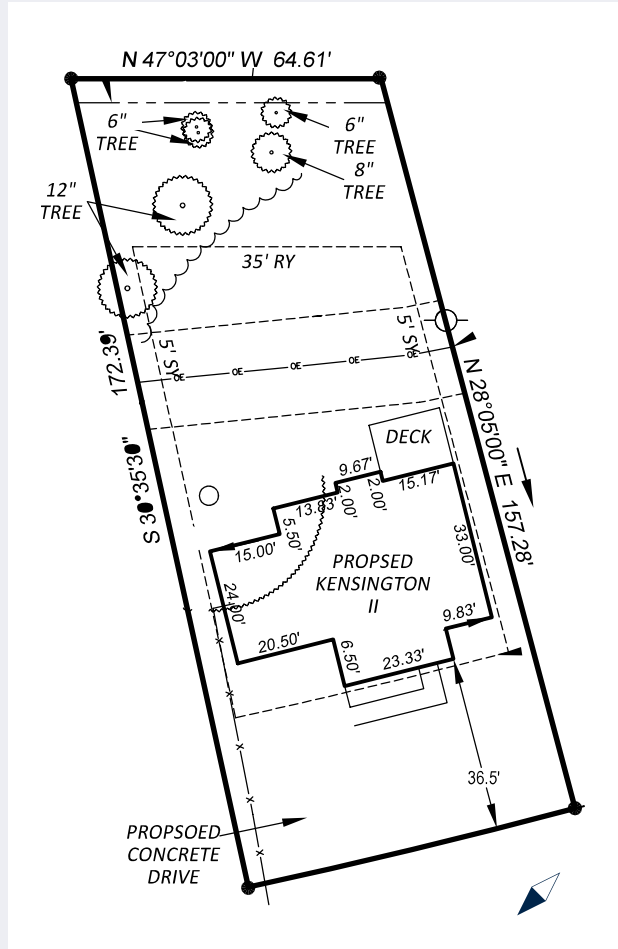 N 47°03'00" W 64.61'
6"
TREE
6"
TREE
8"
TREE
12"
TREE
35' RY
5' SY
5' SY
OE OE OE OE OE
172.39'
N 28°05'00" E 157.28'
DECK
9.67'
2.00'
2.00'
15.17'
13.83'
5.50'
15.00'
33.00'
PROPSED
KENSINGTON
II
24.00'
9.83'
20.50'
6.50'
23.33'
36.5'
PROPSOED
CONCRETE
DRIVE
x x x x x